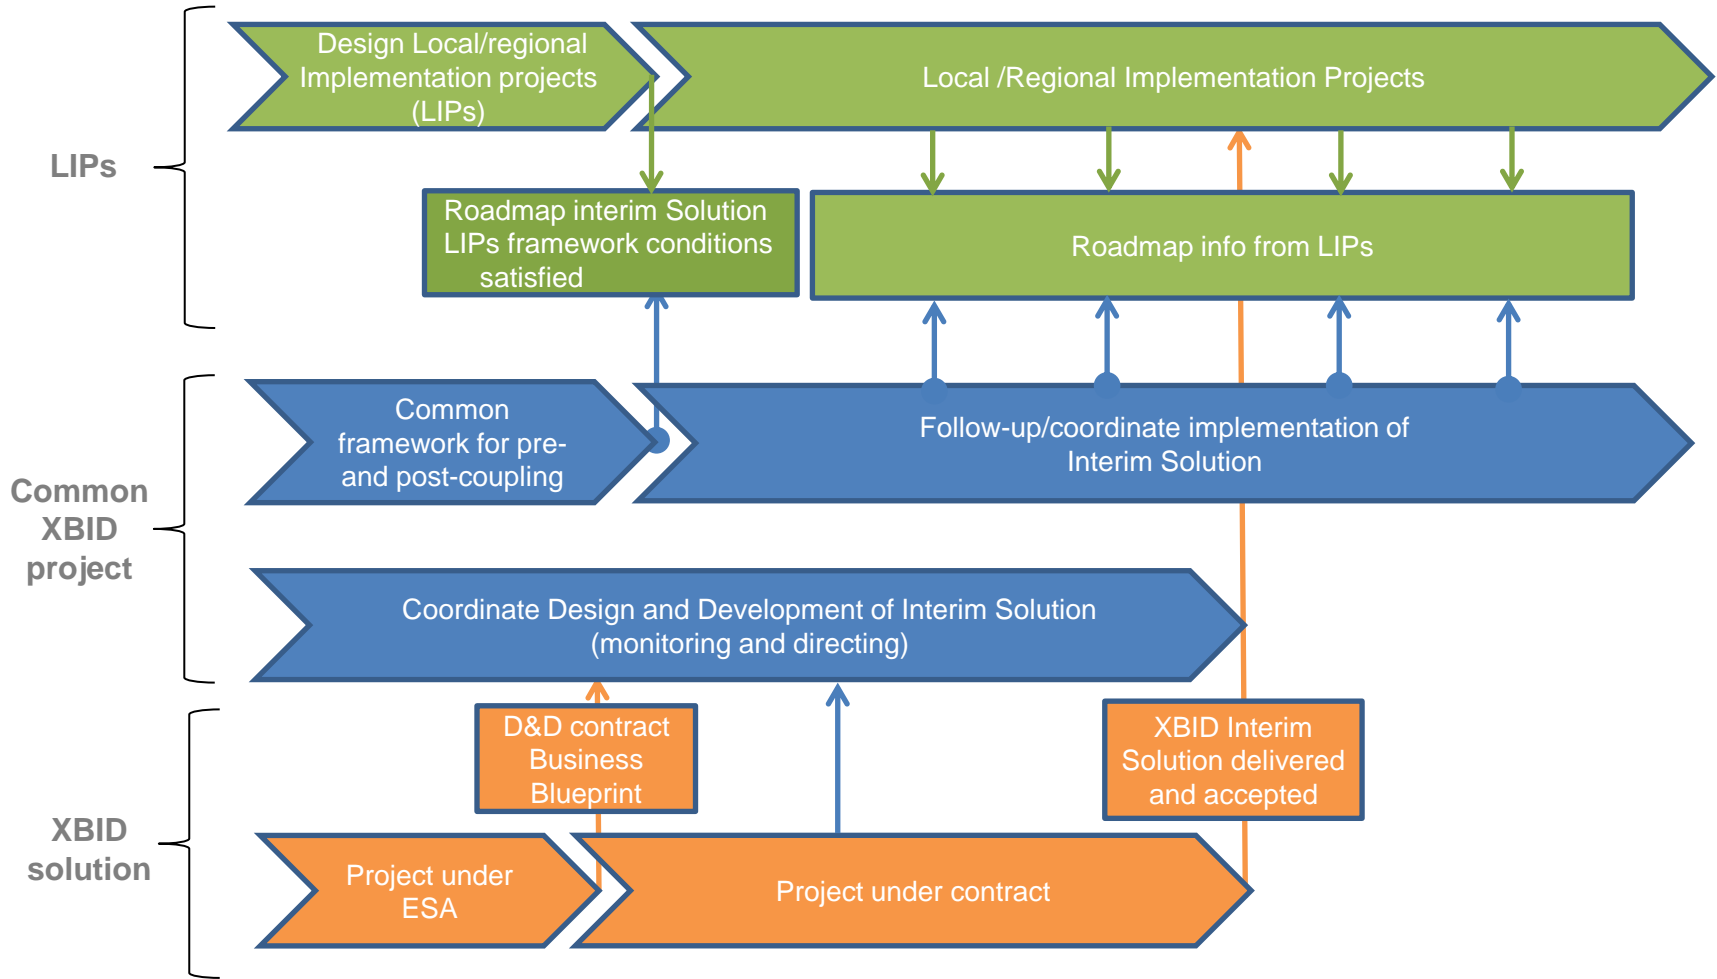 LIPs
Design Local/regional
Implementation projects
(LIPs)
Local /Regional Implementation Projects
Roadmap interim Solution
LIPs framework conditions
satisfied
Roadmap info from LIPs
Common
XBID
project
Common
framework for pre-
and post-coupling
Follow-up/coordinate implementation of
Interim Solution
Coordinate Design and Development of Interim Solution
(monitoring and directing)
XBID
solution
D&D contract
Business
Blueprint
XBID Interim
Solution delivered
and accepted
Project under
ESA
Project under contract